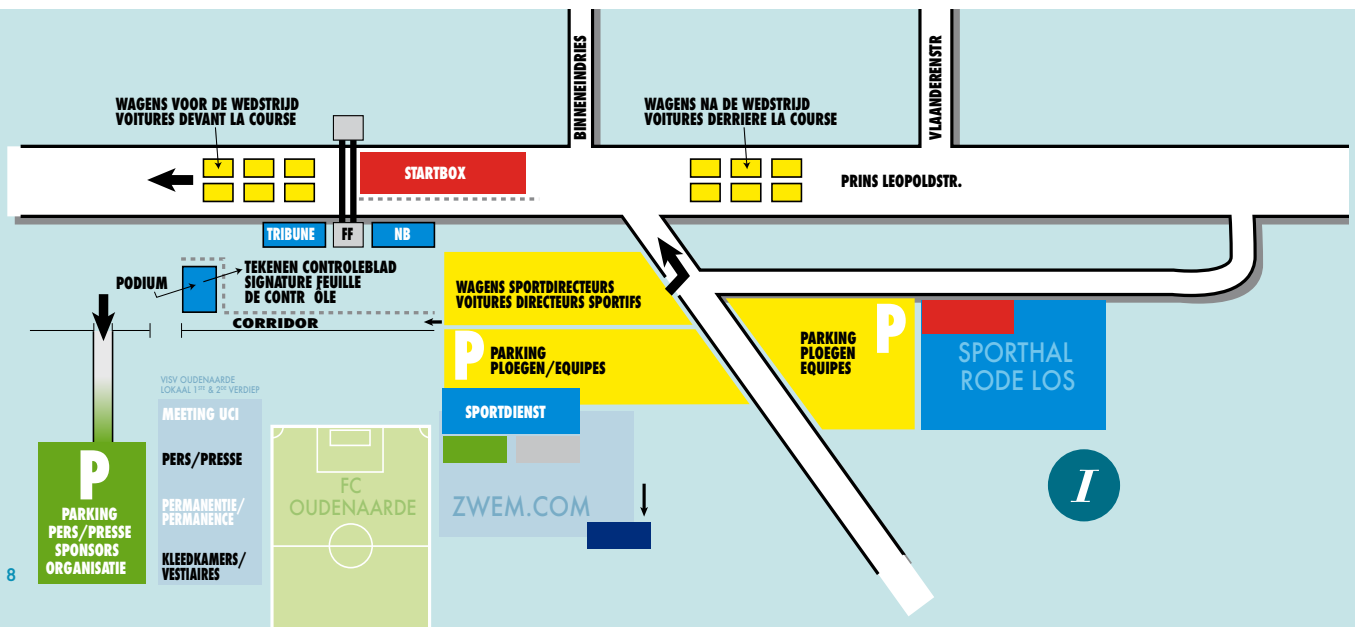 BINNENEINDRIES
VLAANDERENSTR
WAGENS VOOR DE WEDSTRIJD
VOITURES DEVANT LA COURSE
WAGENS NA DE WEDSTRIJD
VOITURES DERRIERE LA COURSE
STARTBOX
PRINS LEOPOLDSTR.
TRIBUNE
FF
NB
PODIUM
TEKENEN CONTROLEBLAD
SIGNATURE FEUILLE
DE CONTR ÔLE
CORRIDOR
WAGENS SPORTDIRECTEURS
VOITURES DIRECTEURS SPORTIFS
P
PARKING
PLOEGEN/EQUIPES
P
PARKING
PLOEGEN
EQUIPES
SPORTHAL
RODE LOS
VISV OUDENAARDE
LOKAAL 1STE & 2DE VERDIEP
MEETING UCI
PERS/PRESSE
PERMANENTIE/
PERMANENCE
KLEEDKAMERS/
VESTIAIRES
FC
OUDENAARDE
SPORTDIENST
ZWEM.COM
I
P
PARKING
PERS/PRESSE
SPONSORS
ORGANISATIE
8